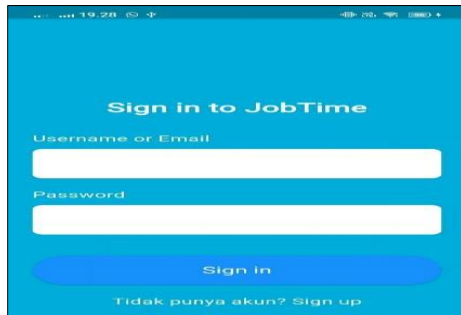 19.28
Sign in to JobTime
Username or Email
Password
Sign in
Tidak punya akun? Sign up